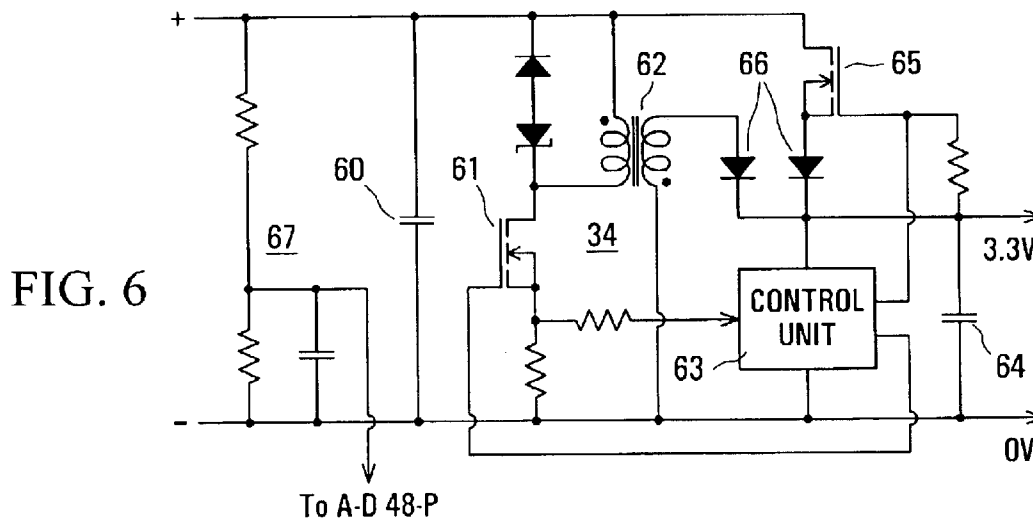 +
62
66
65
61
60
34
67
3.3V
FIG. 6
CONTROL
UNIT
63
64
-
0V
To A-D 48-P